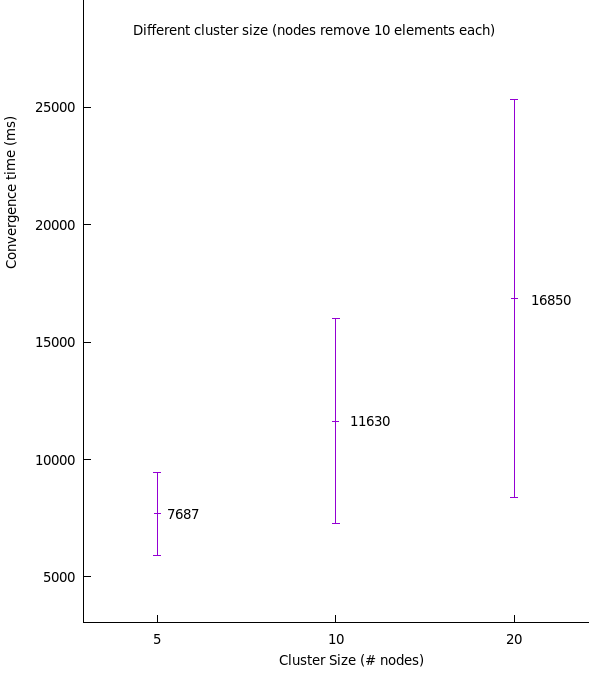 Different cluster size (nodes remove 10 elements each)
Convergence time (ms)
25000
20000
15000
10000
5000
16850
11630
7687
5 10 20
Cluster Size (# nodes)